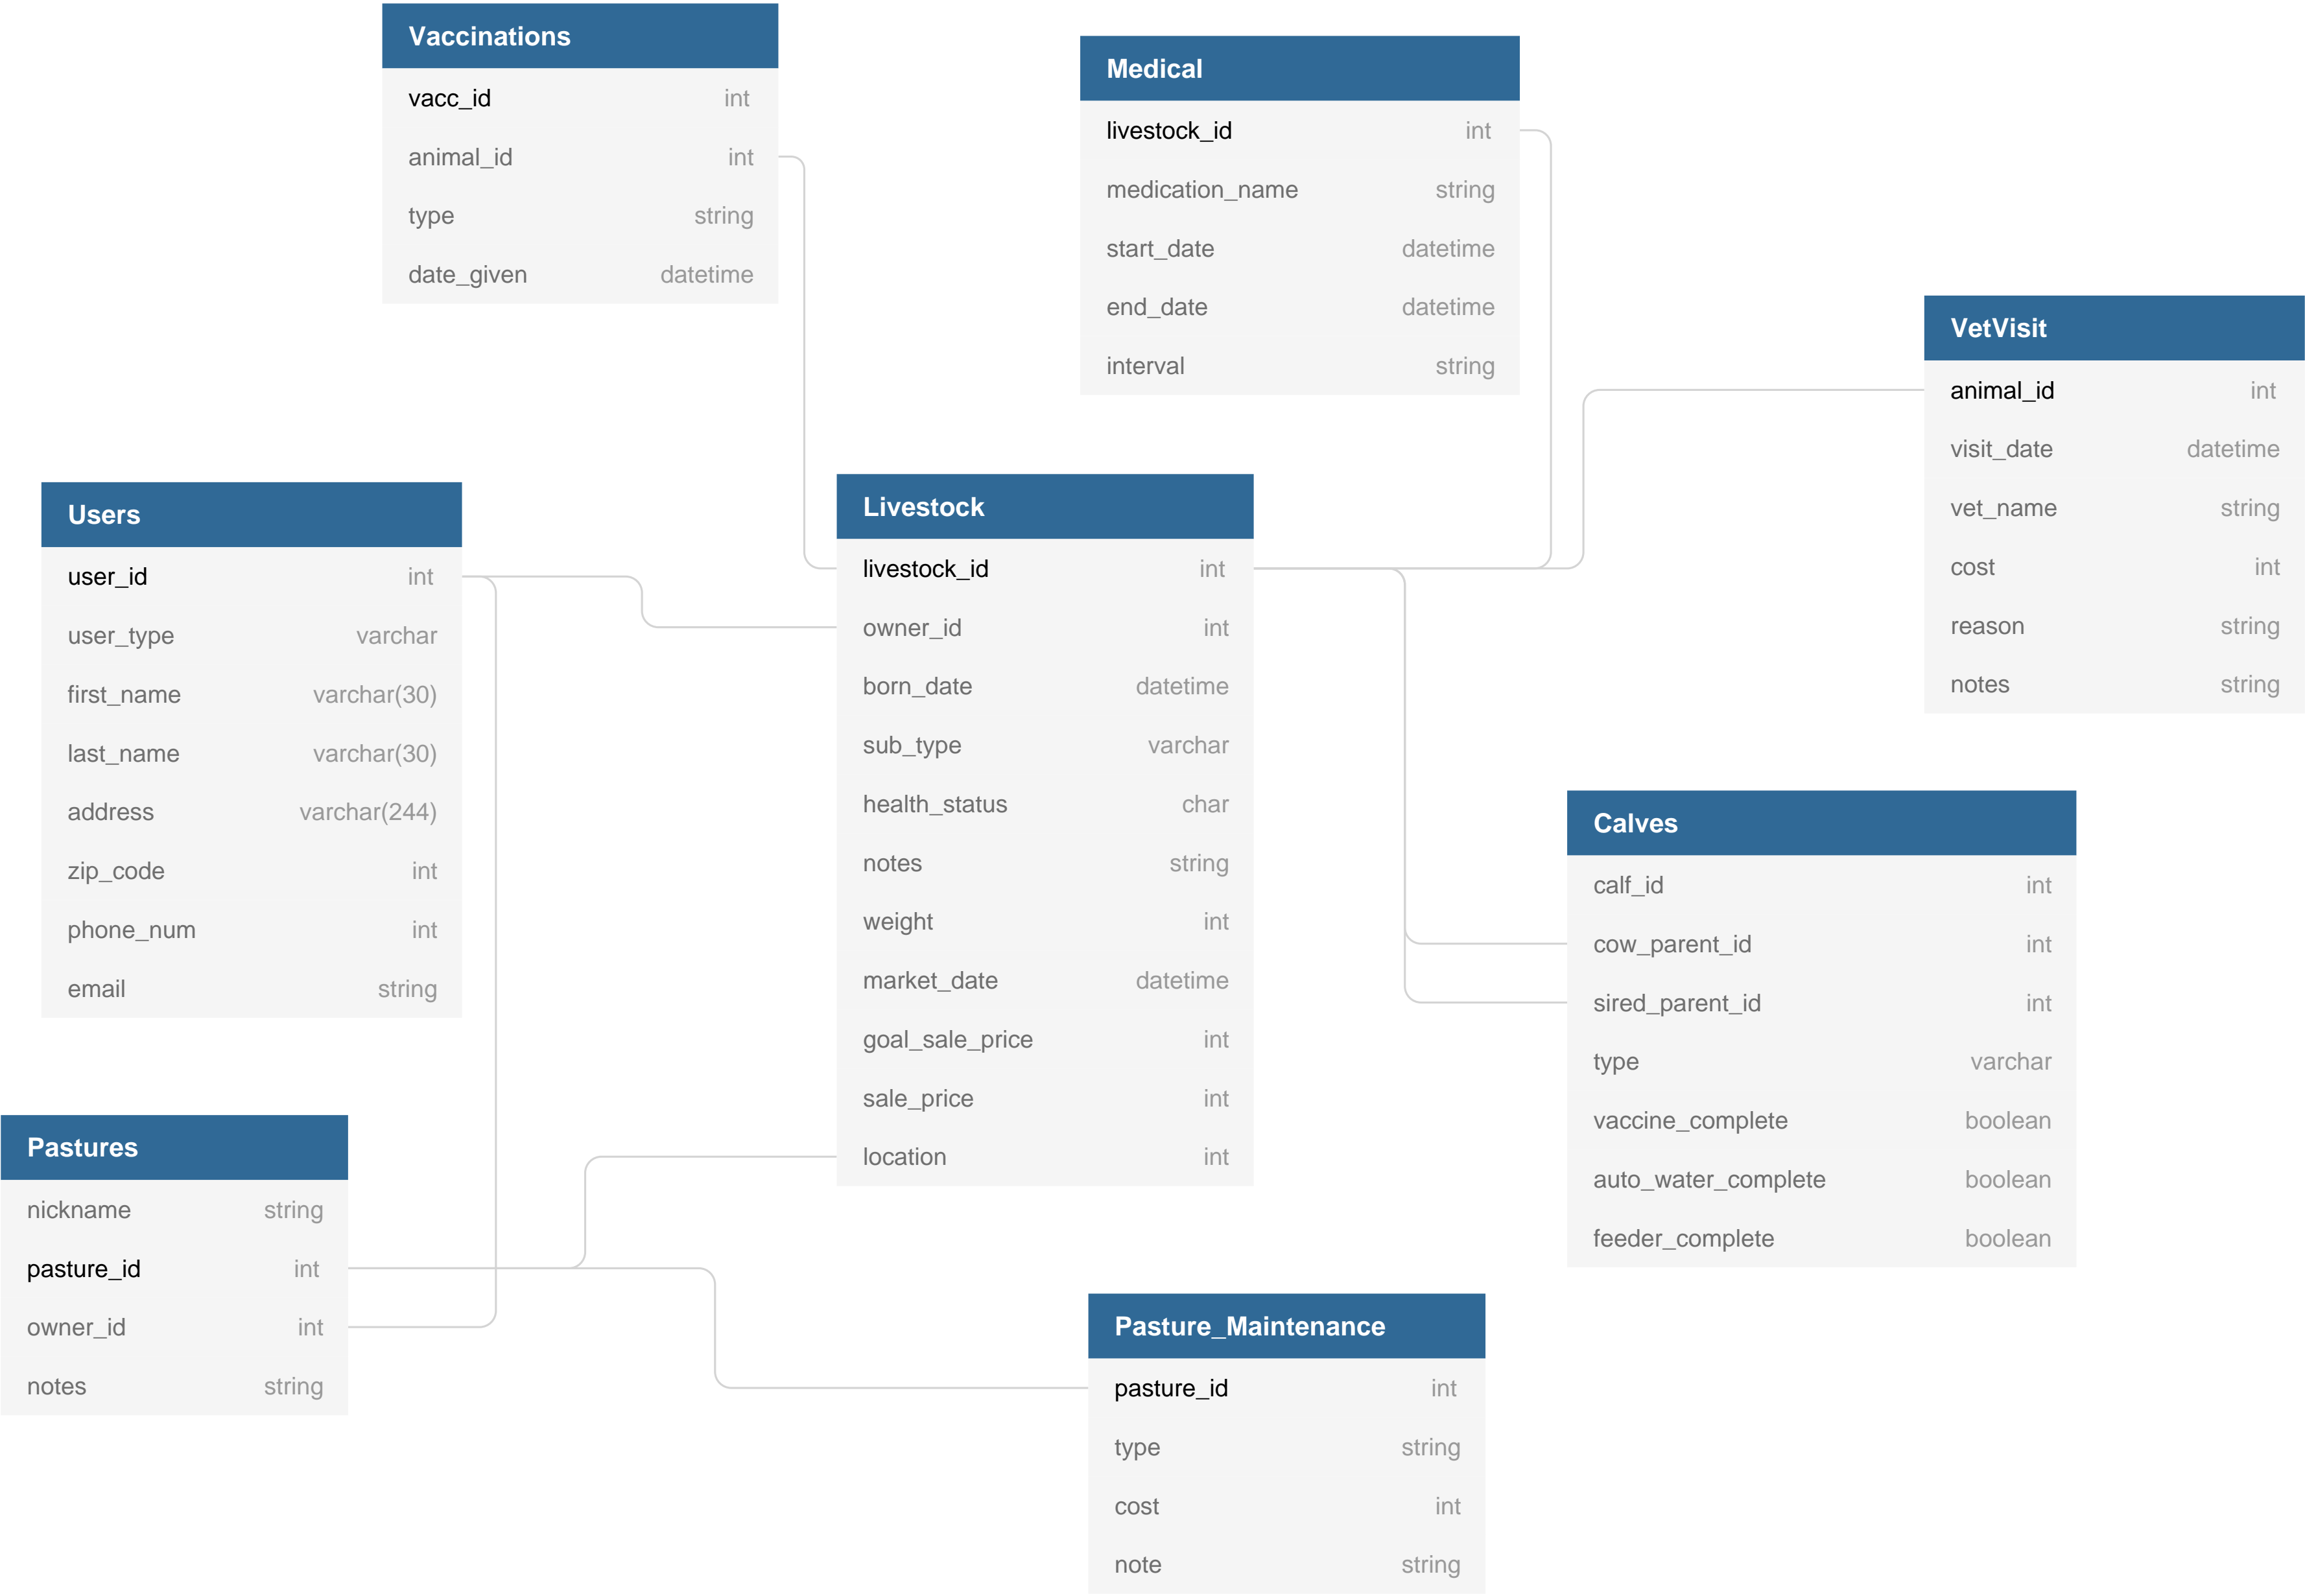 Vaccinations
vacc_id int
animal_id int
type string
date_given datetime
Medical
livestock_id int
medication_name string
start_date datetime
end_date datetime
interval string
VetVisit
animal_id int
visit_date datetime
vet_name string
cost int
reason string
notes string
Users
user_id int
user_type varchar
first_name varchar(30)
last_name varchar(30)
address varchar(244)
zip_code int
phone_num int
email string
Livestock
livestock_id int
owner_id int
born_date datetime
sub_type varchar
health_status char
notes string
weight int
market_date datetime
goal_sale_price int
sale_price int
location int
Calves
calf_id int
cow_parent_id int
sired_parent_id int
type varchar
vaccine_complete boolean
auto_water_complete boolean
feeder_complete boolean
Pastures
nickname string
pasture_id int
owner_id int
notes string
Pasture_Maintenance
pasture_id int
type string
cost int
note string